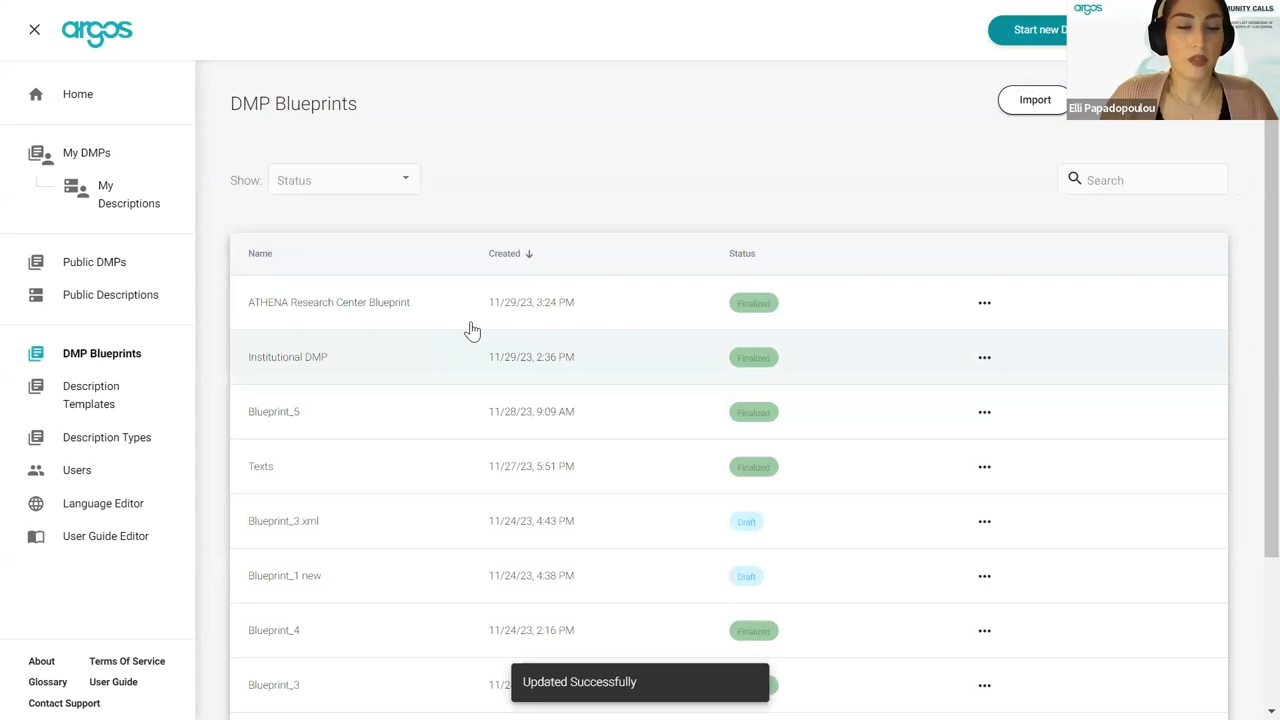 argos
Start new D
argos
MUNITY CALLS
Elli Papadopoulou
Home
My DMPs
My
Descriptions
Public DMPs
Public Descriptions
DMP Blueprints
Description
Templates
Description Types
Users
Language Editor
User Guide Editor
About
Terms Of Service
Glossary
User Guide
Contact Support
DMP Blueprints
Import
Show:
Status
Search
Name
Created
Status
ATHENA Research Center Blueprint
11/29/23, 3:24 PM
Finalized
Institutional DMP
11/29/23, 2:36 PM
Finalized
Blueprint_5
11/28/23, 9:09 AM
Finalized
Texts
11/27/23, 5:51 PM
Finalized
Blueprint_3.xml
11/24/23, 4:43 PM
Draft
Blueprint_1 new
11/24/23, 4:38 PM
Draft
Blueprint_4
11/24/23, 2:16 PM
Finalized
Blueprint_3
11/2
Updated Successfully